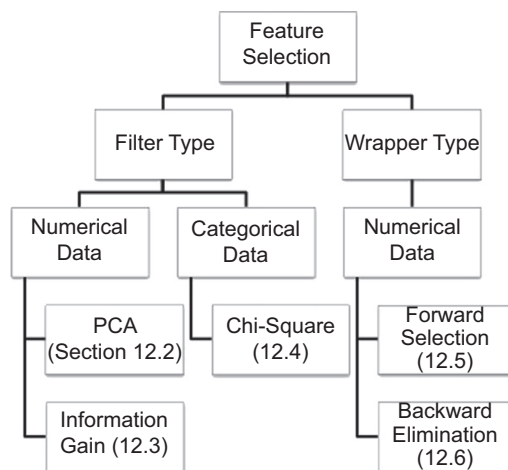 Feature
Selection
Filter Type
Wrapper Type
Numerical
Data
Categorical
Data
Numerical
Data
PCA
(Section 12.2)
Chi-Square
(12.4)
Forward
Selection
(12.5)
Information
Gain (12.3)
Backward
Elimination
(12.6)